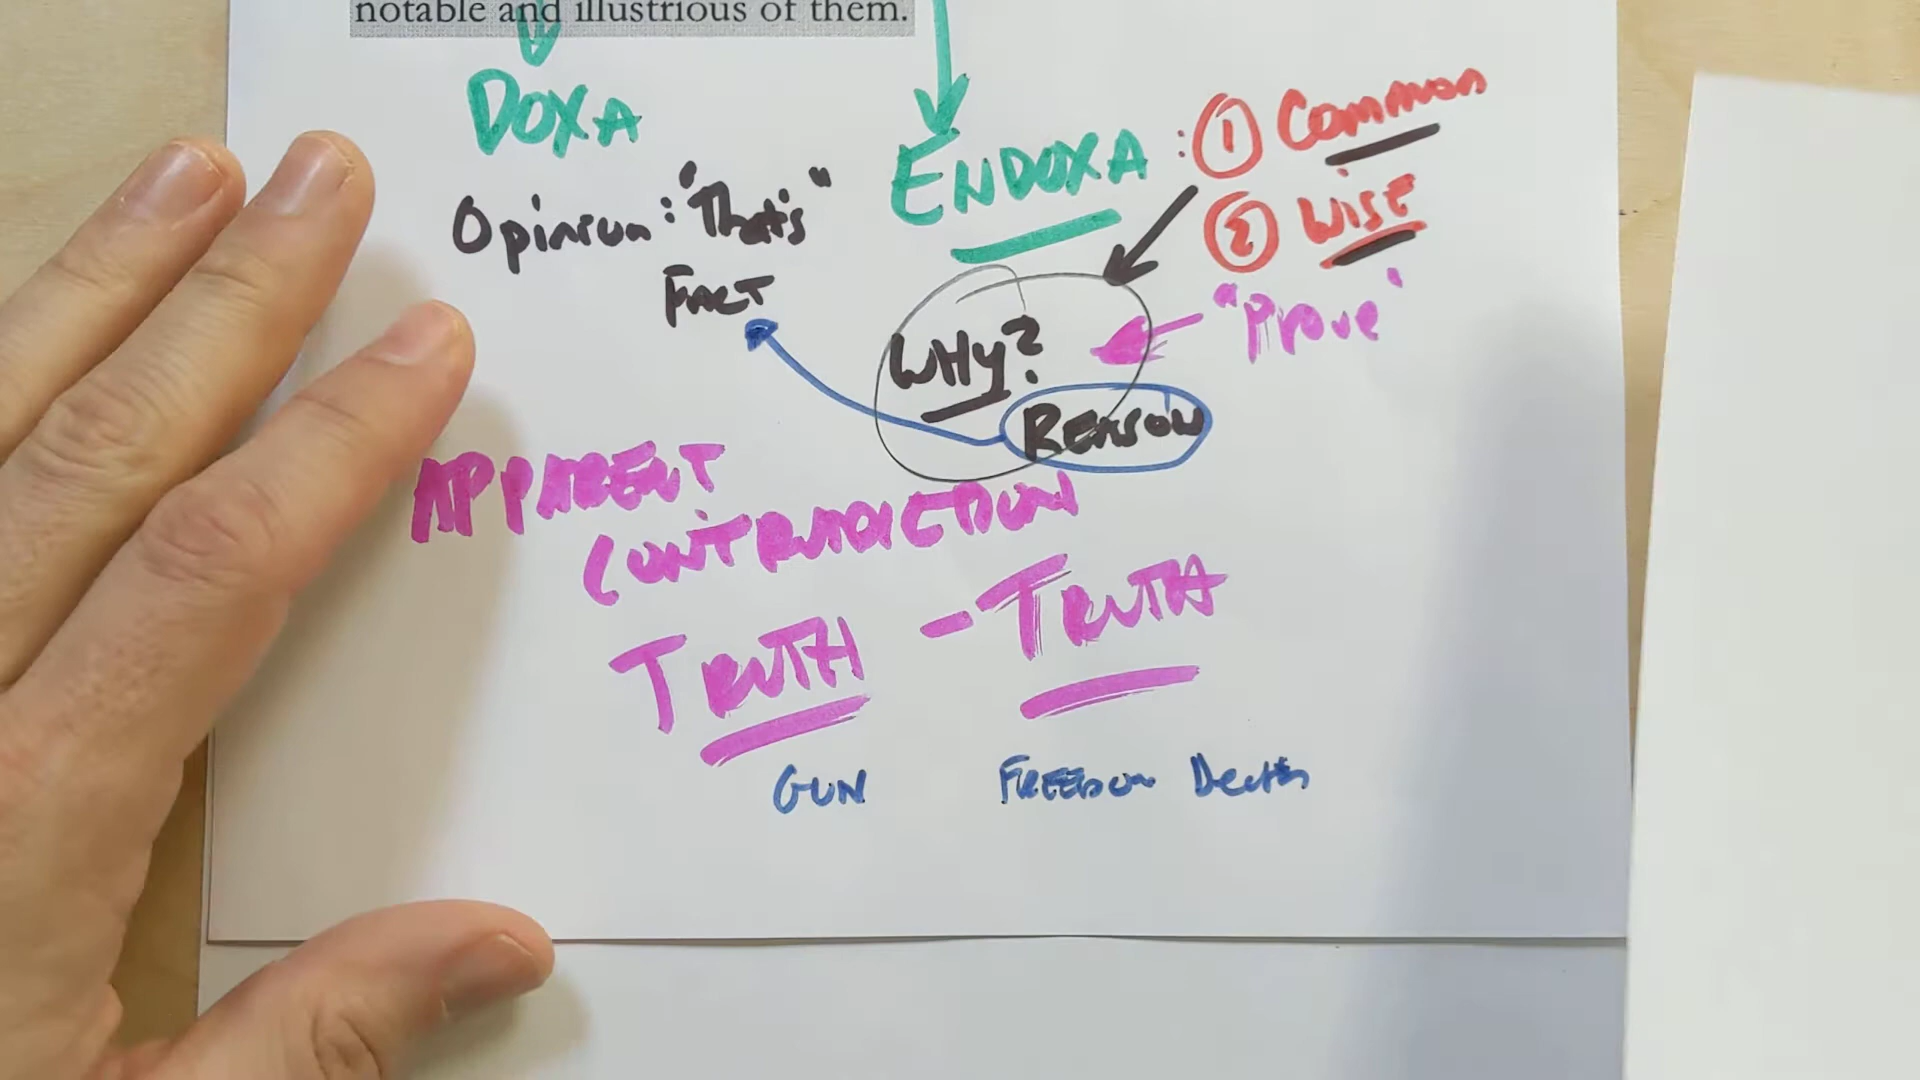 notable and illustrious of them.
DOXA
ENDOXA : ① Common
② WISE
Opinion: "That's"
FACT
"Prove"
WHY?
REASON
APPARENT
CONTRADICTION
TRUTH - TRUTH
GUN FREEDOM Death